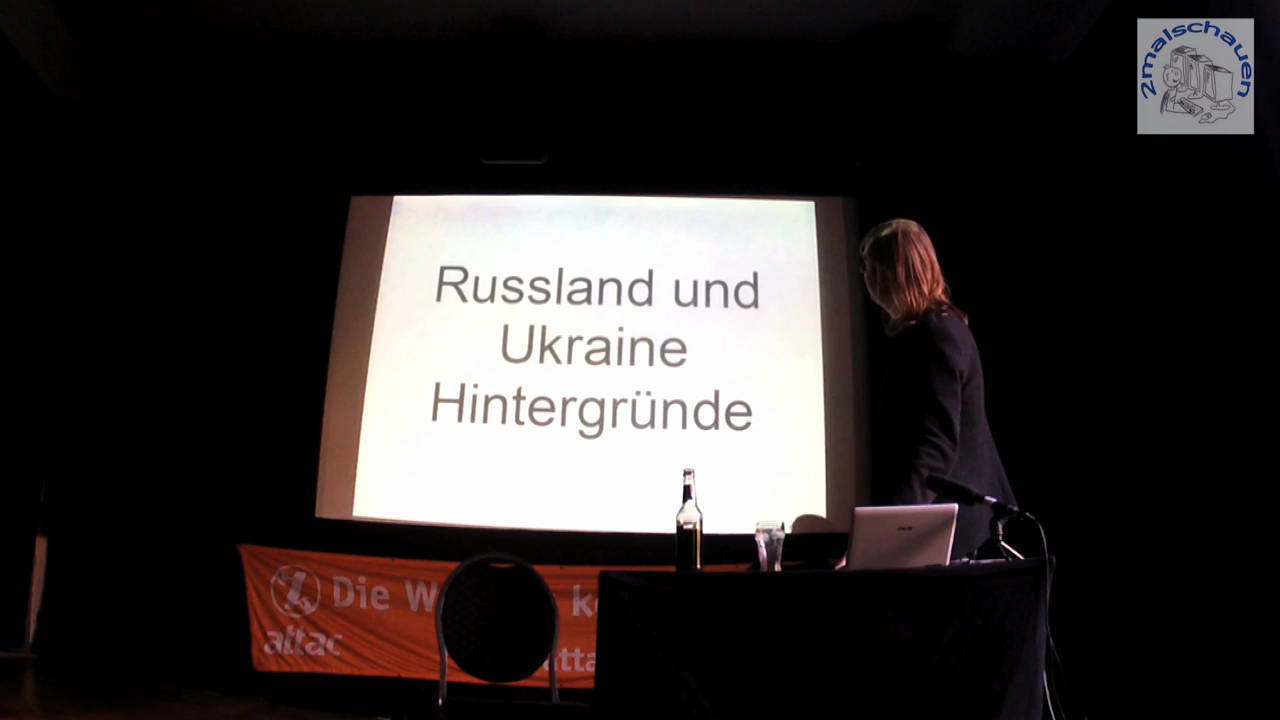 2malschauen
Russland und
Ukraine
Hintergründe
Die
attac